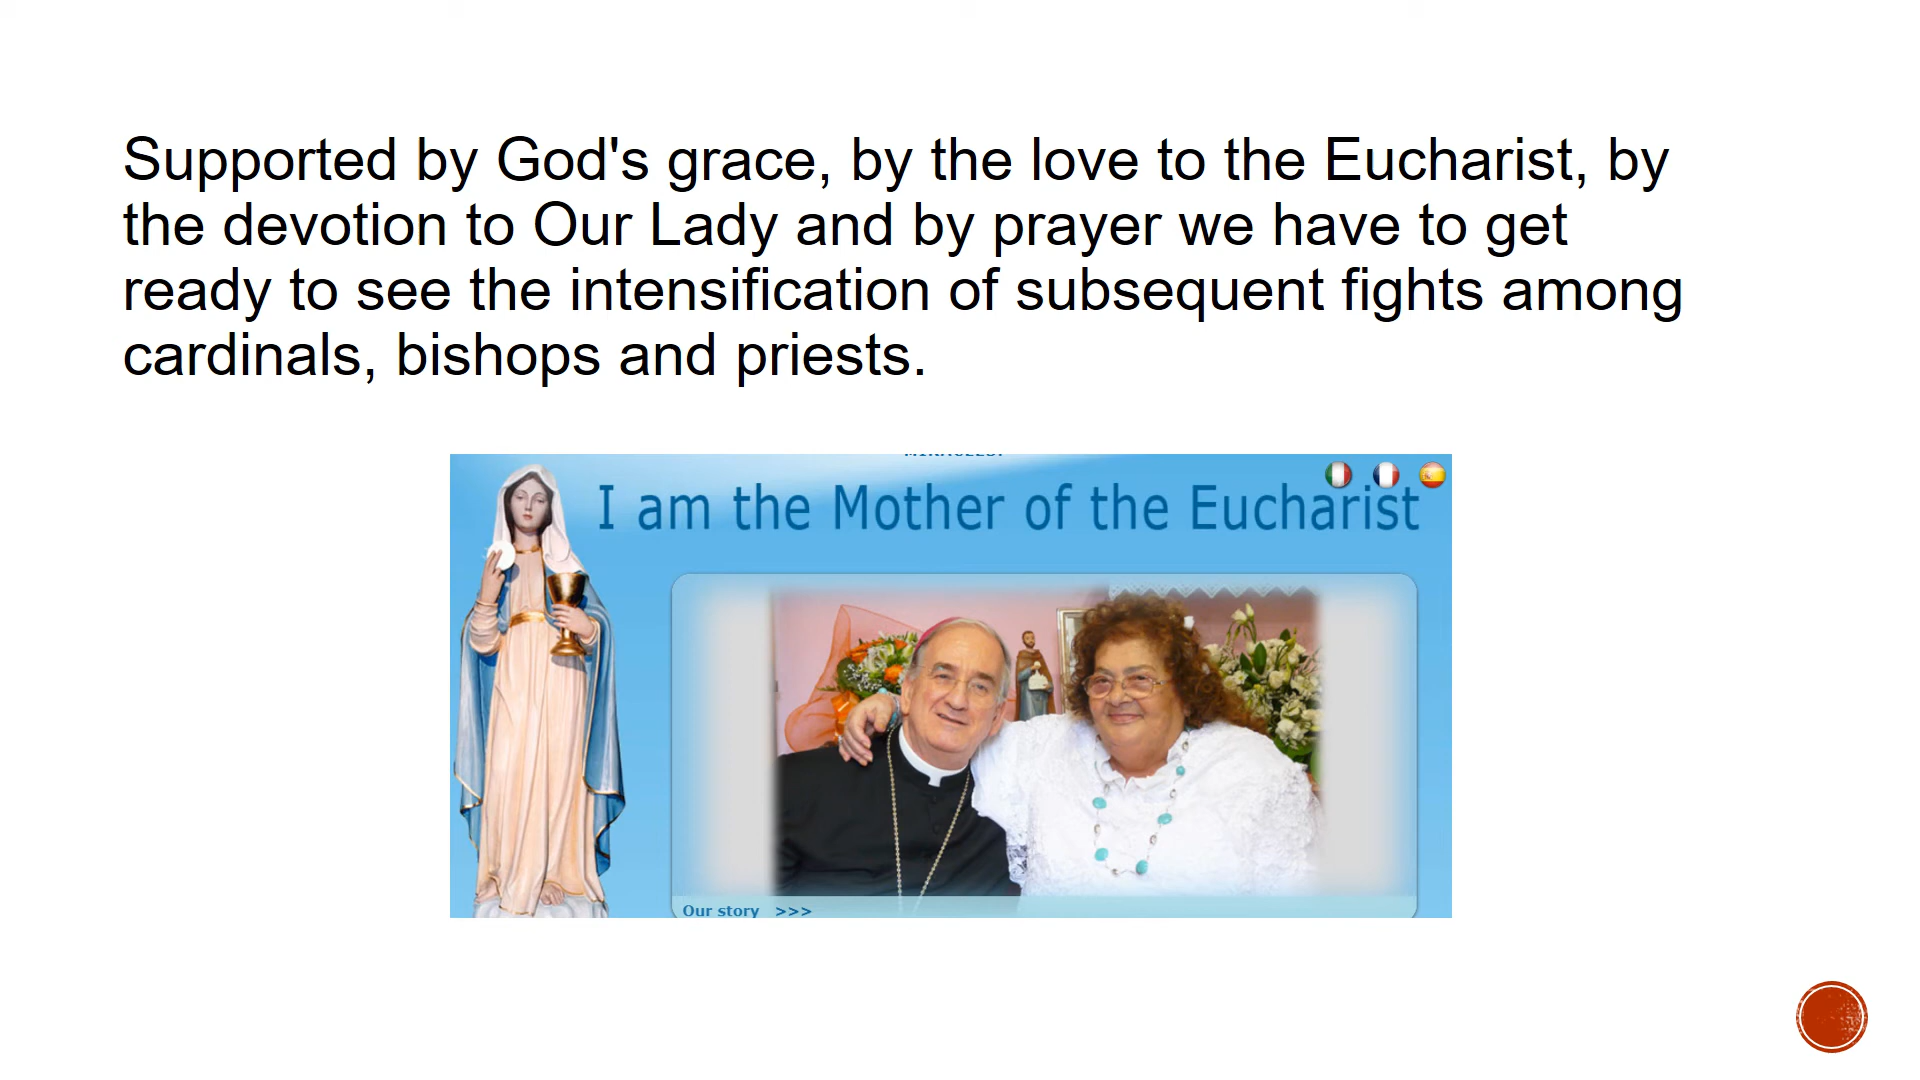 Supported by God's grace, by the love to the Eucharist, by
the devotion to Our Lady and by prayer we have to get
ready to see the intensification of subsequent fights among
cardinals, bishops and priests.
I am the Mother of the Eucharist
Our story >>>